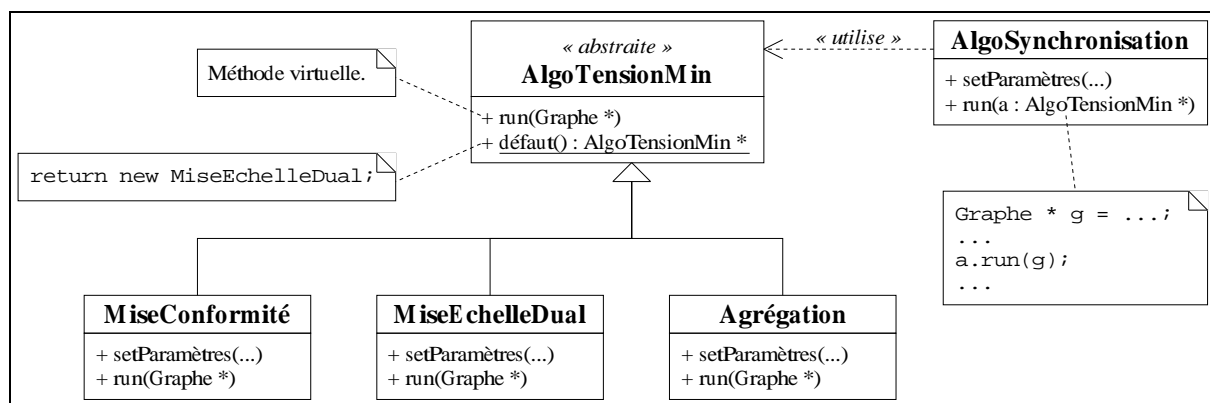 « abstraite »
AlgoTensionMin
+ run(Graphe *)
+ défaut() : AlgoTensionMin *
Méthode virtuelle.
return new MiseEchelleDual;
« utilise »
AlgoSynchronisation
+ setParamètres(...)
+ run(a : AlgoTensionMin *)
Graphe * g = ...;
...
a.run(g);
...
MiseConformité
+ setParamètres(...)
+ run(Graphe *)
MiseEchelleDual
+ setParamètres(...)
+ run(Graphe *)
Agrégation
+ setParamètres(...)
+ run(Graphe *)